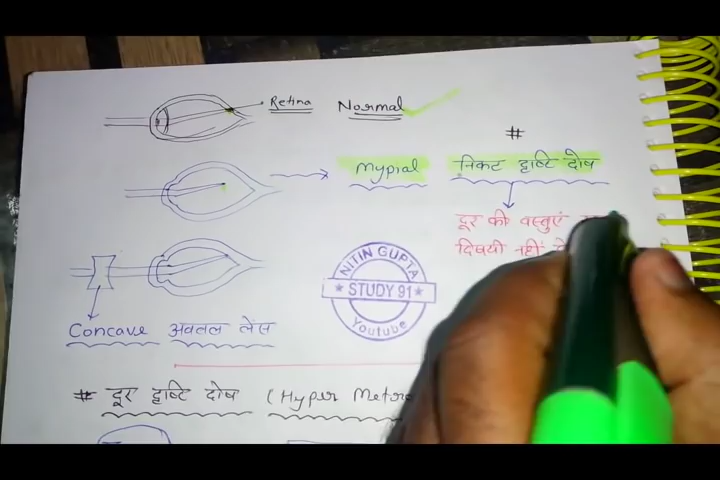 Retina Normal
#
Mypial निकट दृष्टि दोष
दूर की वस्तुएं
दिखायी नहीं
NITIN GUPTA
★ STUDY 91 ★
Youtube
Concave अवतल लेंस
# दूर दृष्टि दोष (Hyper Metro